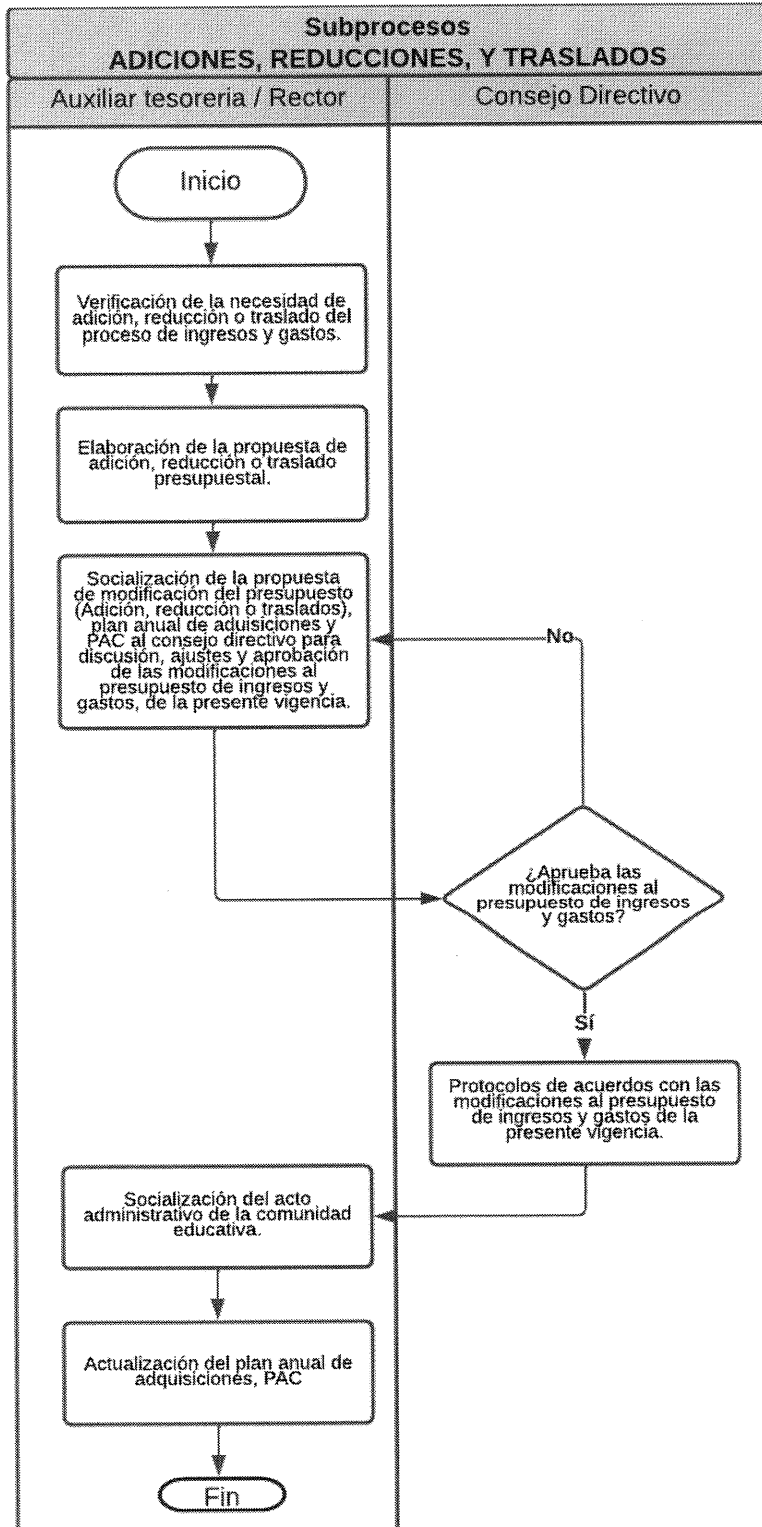 Subprocesos
ADICIONES, REDUCCIONES, Y TRASLADOS
Auxiliar tesoreria / Rector
Consejo Directivo
Inicio
Verificación de la necesidad de
adición, reducción o traslado del
proceso de ingresos y gastos.
Elaboración de la propuesta de
adición, reducción o traslado
presupuestal.
Socialización de la propuesta
de modificación del presupuesto
(Adición, reducción o traslados),
plan anual de aduisiciones y
PAC al consejo directivo para
discusión, ajustes y aprobación
de las modificaciones al
presupuesto de ingresos y
gastos, de la presente vigencia.
No
¿Aprueba las
modificaciones al
presupuesto de ingresos
y gastos?
Sí
Protocolos de acuerdos con las
modificaciones al presupuesto
de ingresos y gastos de la
presente vigencia.
Socialización del acto
administrativo de la comunidad
educativa.
Actualización del plan anual de
adquisiciones, PAC
Fin